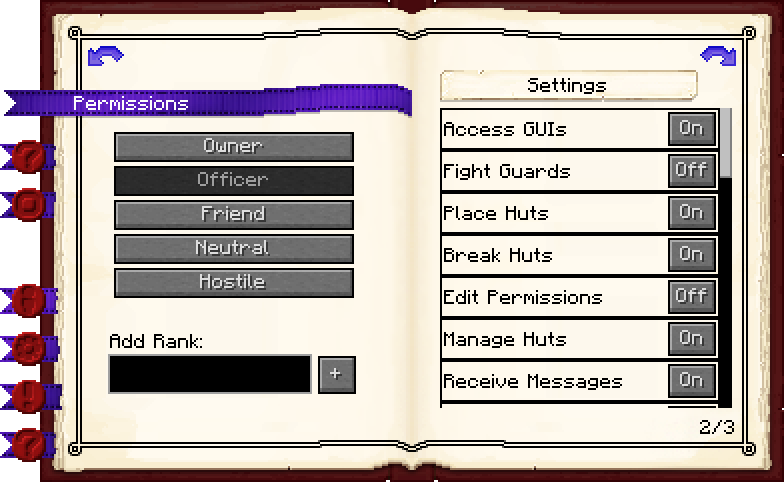 Permissions
Owner
Officer
Friend
Neutral
Hostile
Add Rank:
+
Settings
Access GUIs On
Fight Guards Off
Place Huts On
Break Huts On
Edit Permissions Off
Manage Huts On
Receive Messages On
2/3